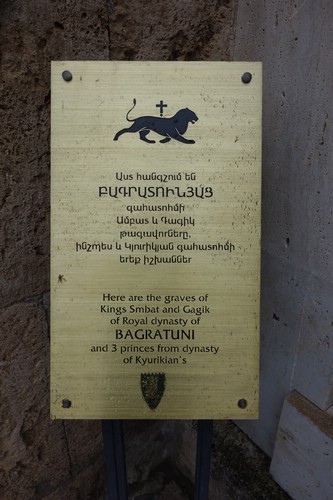 Աստ հանգչում են
ԲԱԳՐԱՏՈՒՆՅԱՑ
գահատոհմի
Սմբատ և Գագիկ
թագավորները,
ինչպես և Կյուրիկյան գահատոհմի
երեք իշխաններ
Here are the graves of
Kings Smbat and Gagik
of Royal dynasty of
BAGRATUNI
and 3 princes from dynasty
of Kyurikian's